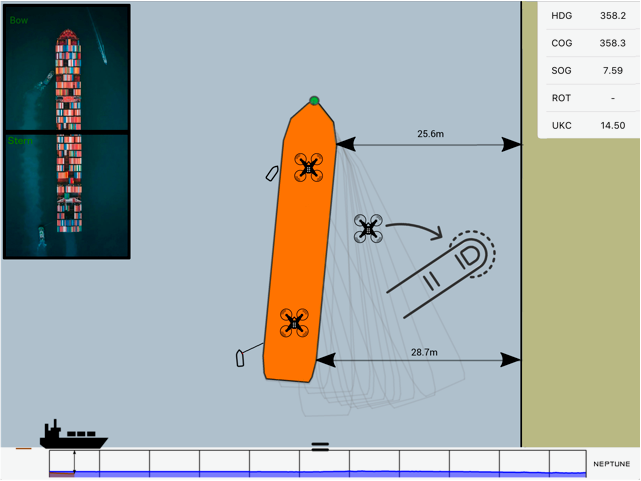 Bow
Stern
HDG 358.2
COG 358.3
SOG 7.59
ROT -
UKC 14.50
25.6m
28.7m
NEPTUNE